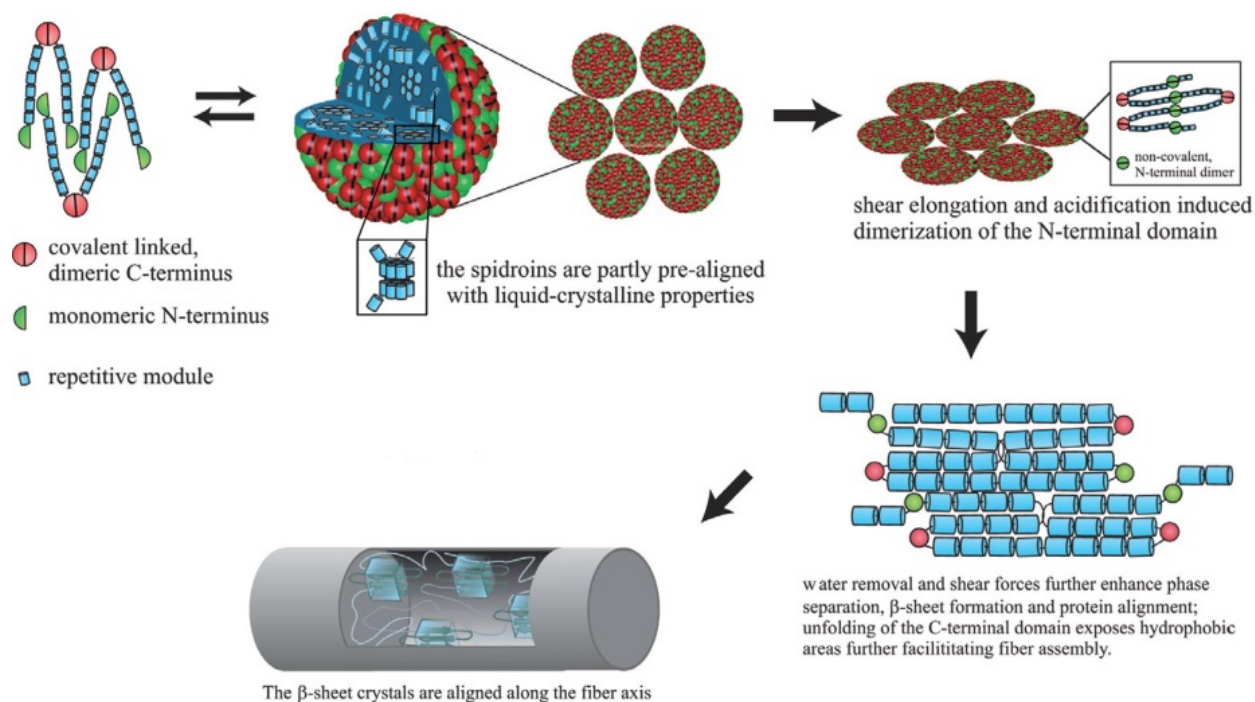 covalent linked,
dimeric C-terminus
monomeric N-terminus
repetitive module
the spidroins are partly pre-aligned
with liquid-crystalline properties
non-covalent,
N-terminal dimer
shear elongation and acidification induced
dimerization of the N-terminal domain
water removal and shear forces further enhance phase
separation, β-sheet formation and protein alignment;
unfolding of the C-terminal domain exposes hydrophobic
areas further facilititating fiber assembly.
The β-sheet crystals are aligned along the fiber axis